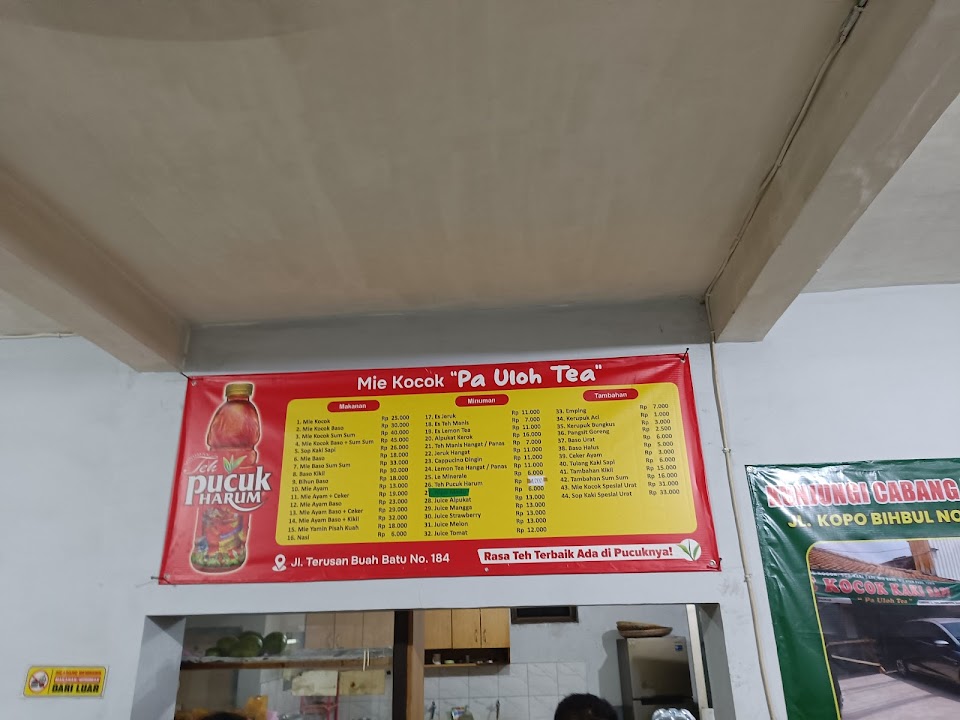 Mie Kocok "Pa Uloh Tea"
Makanan
1. Mie Kocok Rp 25.000
2. Mie Kocok Baso Rp 30.000
3. Mie Kocok Sum Sum Rp 40.000
4. Mie Kocok Baso + Sum Sum Rp 45.000
5. Sop Kaki Sapi Rp 26.000
6. Mie Baso Rp 18.000
7. Mie Baso Sum Sum Rp 33.000
8. Baso Kikil Rp 30.000
9. Bihun Baso Rp 18.000
10. Mie Ayam Rp 13.000
11. Mie Ayam + Ceker Rp 19.000
12. Mie Ayam Baso Rp 23.000
13. Mie Ayam Baso + Ceker Rp 29.000
14. Mie Ayam Baso + Kikil Rp 32.000
15. Mie Yamin Pisah Kuah Rp 18.000
16. Nasi Rp 6.000
Minuman
17. Es Jeruk Rp 11.000
18. Es Teh Manis Rp 7.000
19. Es Lemon Tea Rp 11.000
20. Alpukat Kerok Rp 16.000
21. Teh Manis Hangat / Panas Rp 7.000
22. Jeruk Hangat Rp 11.000
23. Cappucino Dingin Rp 11.000
24. Lemon Tea Hangat / Panas Rp 11.000
25. Le Minerale Rp 6.000
26. Teh Pucuk Harum Rp
Rp 6.000
28. Juice Alpukat Rp 13.000
29. Juice Mangga Rp 13.000
30. Juice Strawberry Rp 13.000
31. Juice Melon Rp 13.000
32. Juice Tomat Rp 12.000
Tambahan
33. Emping Rp 7.000
34. Kerupuk Aci Rp 1.000
35. Kerupuk Bungkus Rp 3.000
36. Pangsit Goreng Rp 2.500
37. Baso Urat Rp 6.000
38. Baso Halus Rp 5.000
39. Ceker Ayam Rp 3.000
40. Tulang Kaki Sapi Rp 6.000
41. Tambahan Kikil Rp 15.000
42. Tambahan Sum Sum Rp 16.000
43. Mie Kocok Spesial Urat Rp 31.000
44. Sop Kaki Spesial Urat Rp 33.000
Teh
pucuk
HARUM
Jl. Terusan Buah Batu No. 184
Rasa Teh Terbaik Ada di Pucuknya!
KUNJUNGI CABANG
JL. KOPO BIHBUL NO
KOCOK KAKI SAPI
"Pa Uloh Tea"
DARI LUAR